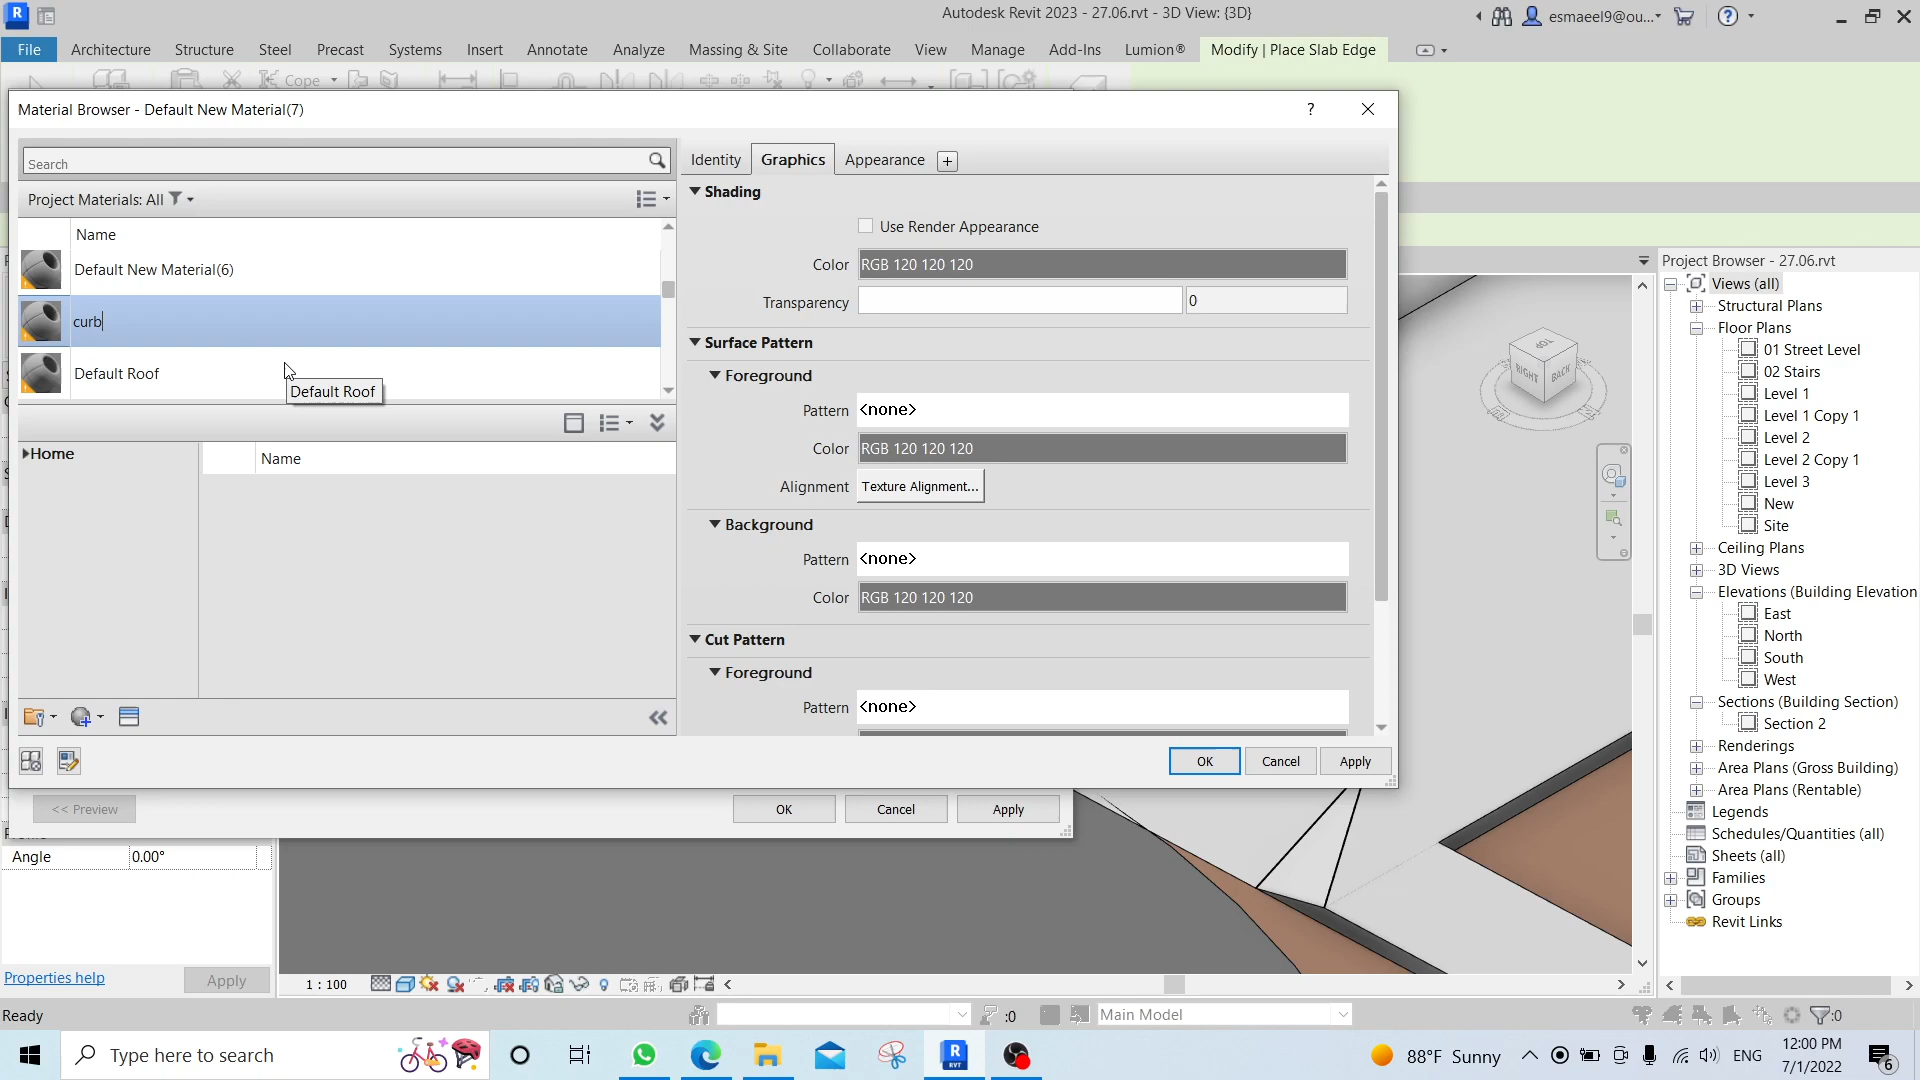 Autodesk Revit 2023 - 27.06.rvt - 3D View: {3D}
esmaeel9@ou...
File Architecture Structure Steel Precast Systems Insert Annotate Analyze Massing & Site Collaborate View Manage Add-Ins Lumion® Modify | Place Slab Edge
Cope
Material Browser - Default New Material(7)
?
Search
Project Materials: All
Name
Default New Material(6)
curb
Default Roof
Default Roof
Home
Name
Identity Graphics Appearance
Shading
Use Render Appearance
Color RGB 120 120 120
Transparency 0
Surface Pattern
Foreground
Pattern <none>
Color RGB 120 120 120
Alignment Texture Alignment...
Background
Pattern <none>
Color RGB 120 120 120
Cut Pattern
Foreground
Pattern <none>
OK Cancel Apply
<< Preview OK Cancel Apply
Angle 0.00°
Properties help Apply
TOP
RIGHT BACK
Project Browser - 27.06.rvt
Views (all)
Structural Plans
Floor Plans
01 Street Level
02 Stairs
Level 1
Level 1 Copy 1
Level 2
Level 2 Copy 1
Level 3
New
Site
Ceiling Plans
3D Views
Elevations (Building Elevation
East
North
South
West
Sections (Building Section)
Section 2
Renderings
Area Plans (Gross Building)
Area Plans (Rentable)
Legends
Schedules/Quantities (all)
Sheets (all)
Families
Groups
Revit Links
1 : 100
Ready
:0
Main Model
:0
Type here to search
88°F Sunny
ENG
12:00 PM
7/1/2022
6